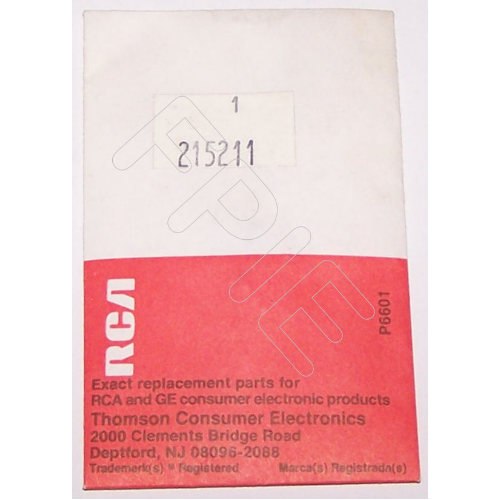 1
215211
RCA
P6601
Exact replacement parts for
RCA and GE consumer electronic products
Thomson Consumer Electronics
2000 Clements Bridge Road
Deptford, NJ 08096-2088
Trademark(s) ® Registered Marca(s) Registrada(s)
EPIE